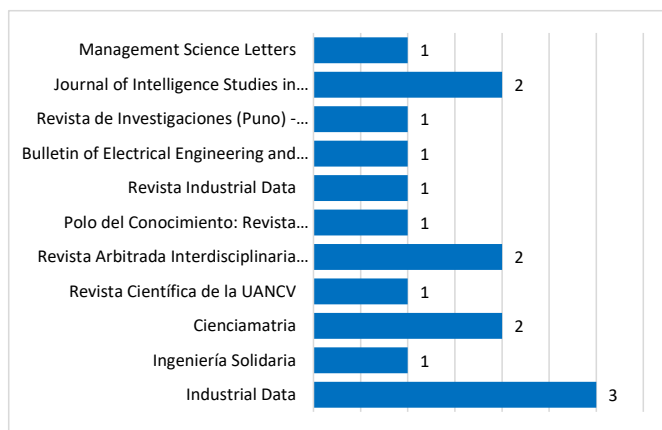 Management Science Letters 1
Journal of Intelligence Studies in... 2
Revista de Investigaciones (Puno) -... 1
Bulletin of Electrical Engineering and... 1
Revista Industrial Data 1
Polo del Conocimiento: Revista... 1
Revista Arbitrada Interdisciplinaria... 2
Revista Científica de la UANCV 1
Cienciamatria 2
Ingeniería Solidaria 1
Industrial Data 3